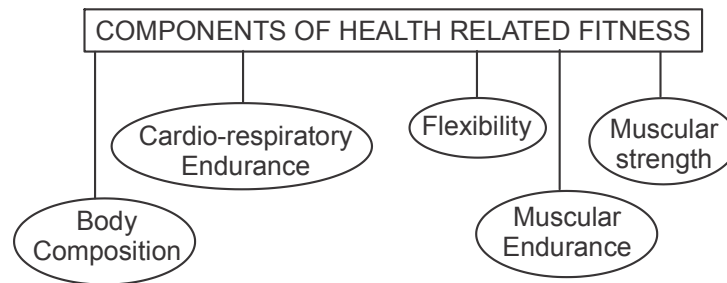 COMPONENTS OF HEALTH RELATED FITNESS
Cardio-respiratory
Endurance
Flexibility
Muscular
strength
Body
Composition
Muscular
Endurance